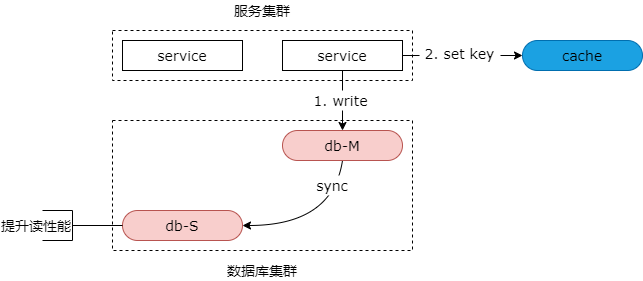 服务集群
service
service
2. set key
cache
1. write
db-M
sync
提升读性能
db-S
数据库集群